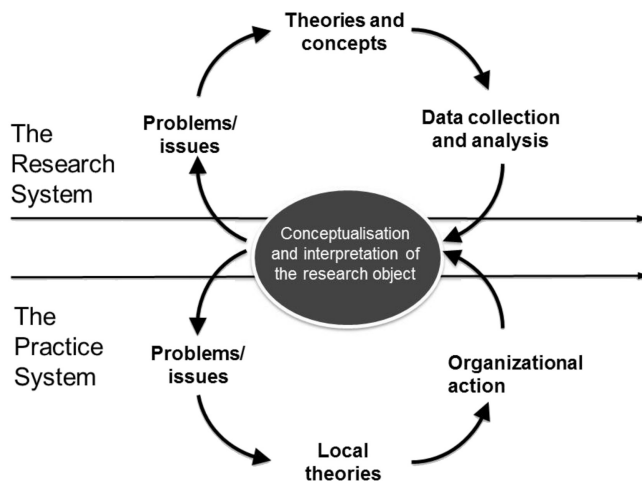 Theories and
concepts
Problems/
issues
Data collection
and analysis
The
Research
System
Conceptualisation
and interpretation of
the research object
The
Practice
System
Problems/
issues
Organizational
action
Local
theories